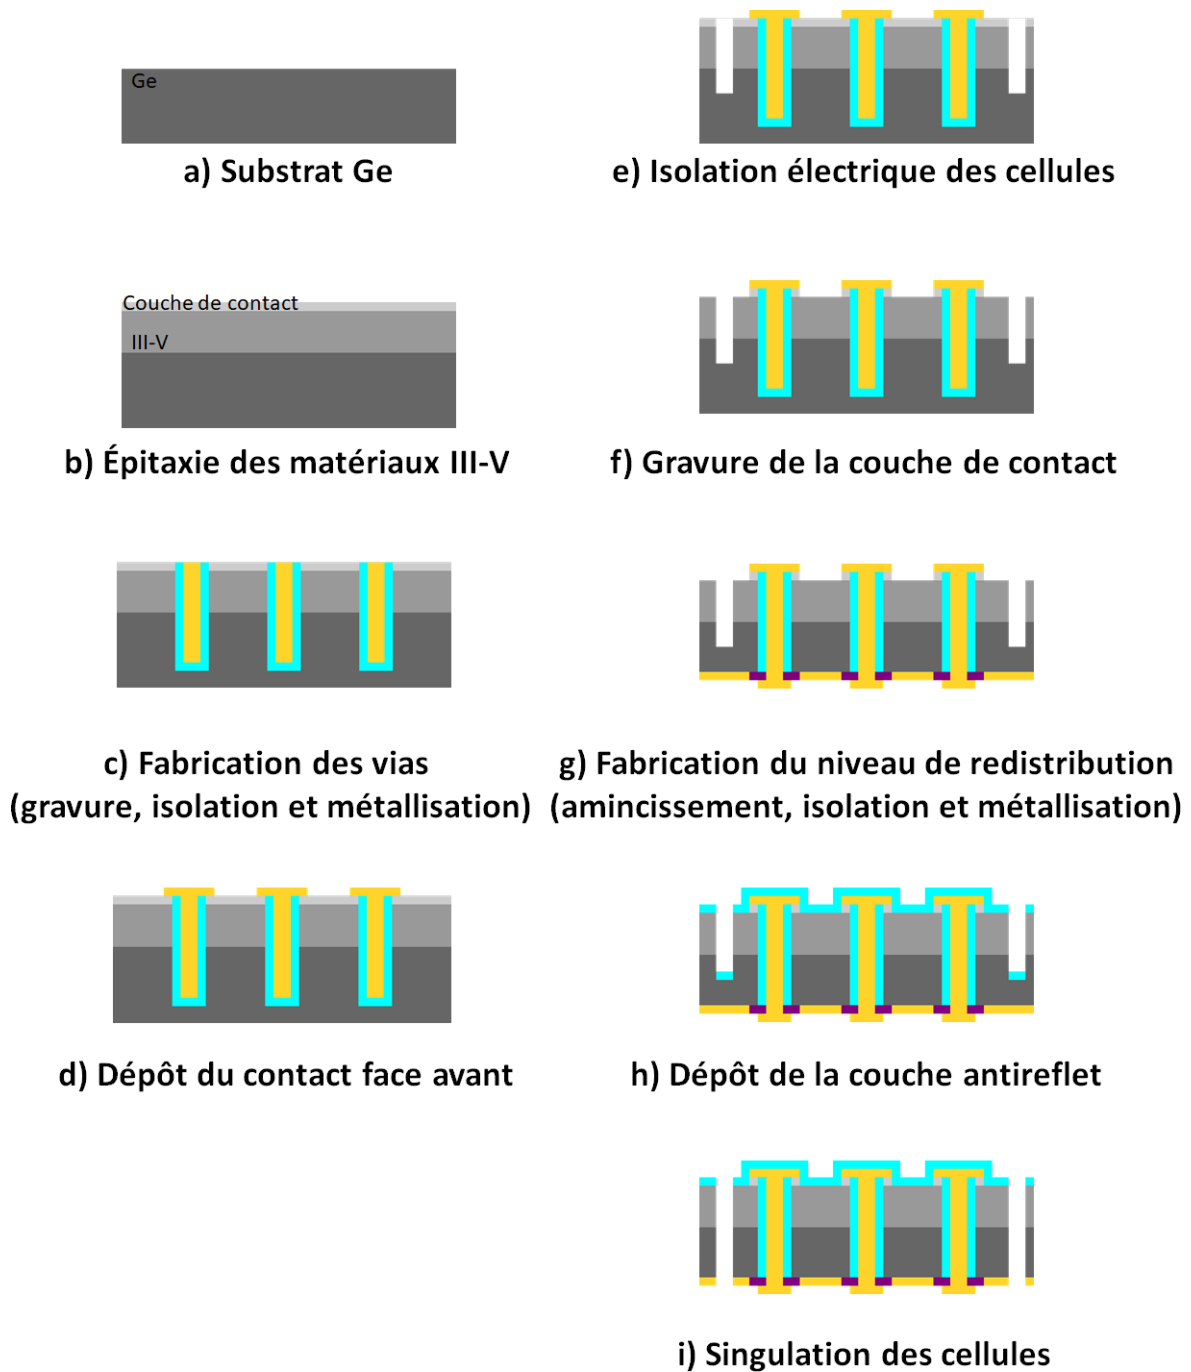 Ge
a) Substrat Ge
Couche de contact
III-V
b) Épitaxie des matériaux III-V
c) Fabrication des vias
(gravure, isolation et métallisation)
d) Dépôt du contact face avant
e) Isolation électrique des cellules
f) Gravure de la couche de contact
g) Fabrication du niveau de redistribution
(amincissement, isolation et métallisation)
h) Dépôt de la couche antireflet
i) Singulation des cellules